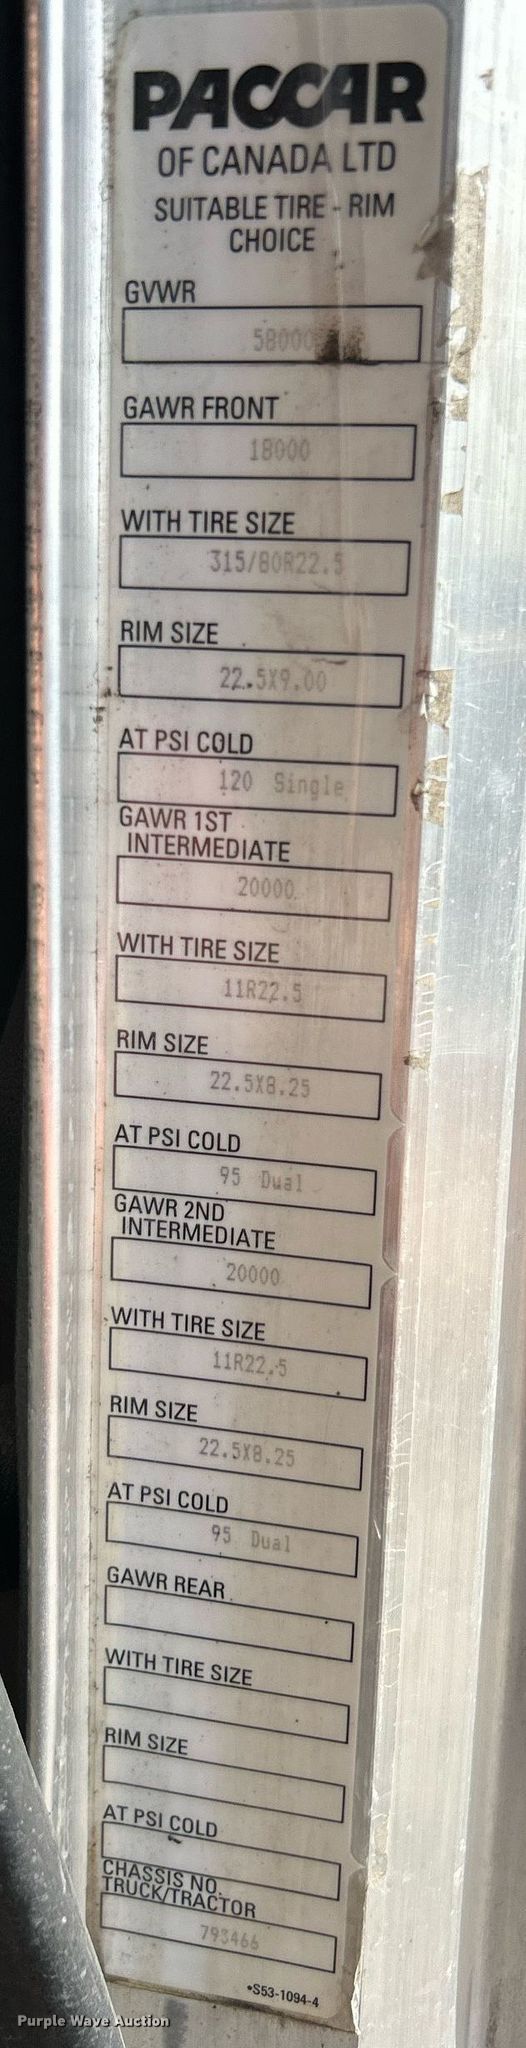 PACCAR
OF CANADA LTD
SUITABLE TIRE - RIM
CHOICE
GVWR
58000
GAWR FRONT
18000
WITH TIRE SIZE
315/80R22.5
RIM SIZE
22.5X9.00
AT PSI COLD
120 Single
GAWR 1ST
INTERMEDIATE
20000
WITH TIRE SIZE
11R22.5
RIM SIZE
22.5X8.25
AT PSI COLD
95 Dual
GAWR 2ND
INTERMEDIATE
20000
WITH TIRE SIZE
11R22.5
RIM SIZE
22.5X8.25
AT PSI COLD
95 Dual
GAWR REAR
WITH TIRE SIZE
RIM SIZE
AT PSI COLD
CHASSIS NO.
TRUCK/TRACTOR
793466
*S53-1094-4
Purple Wave Auction